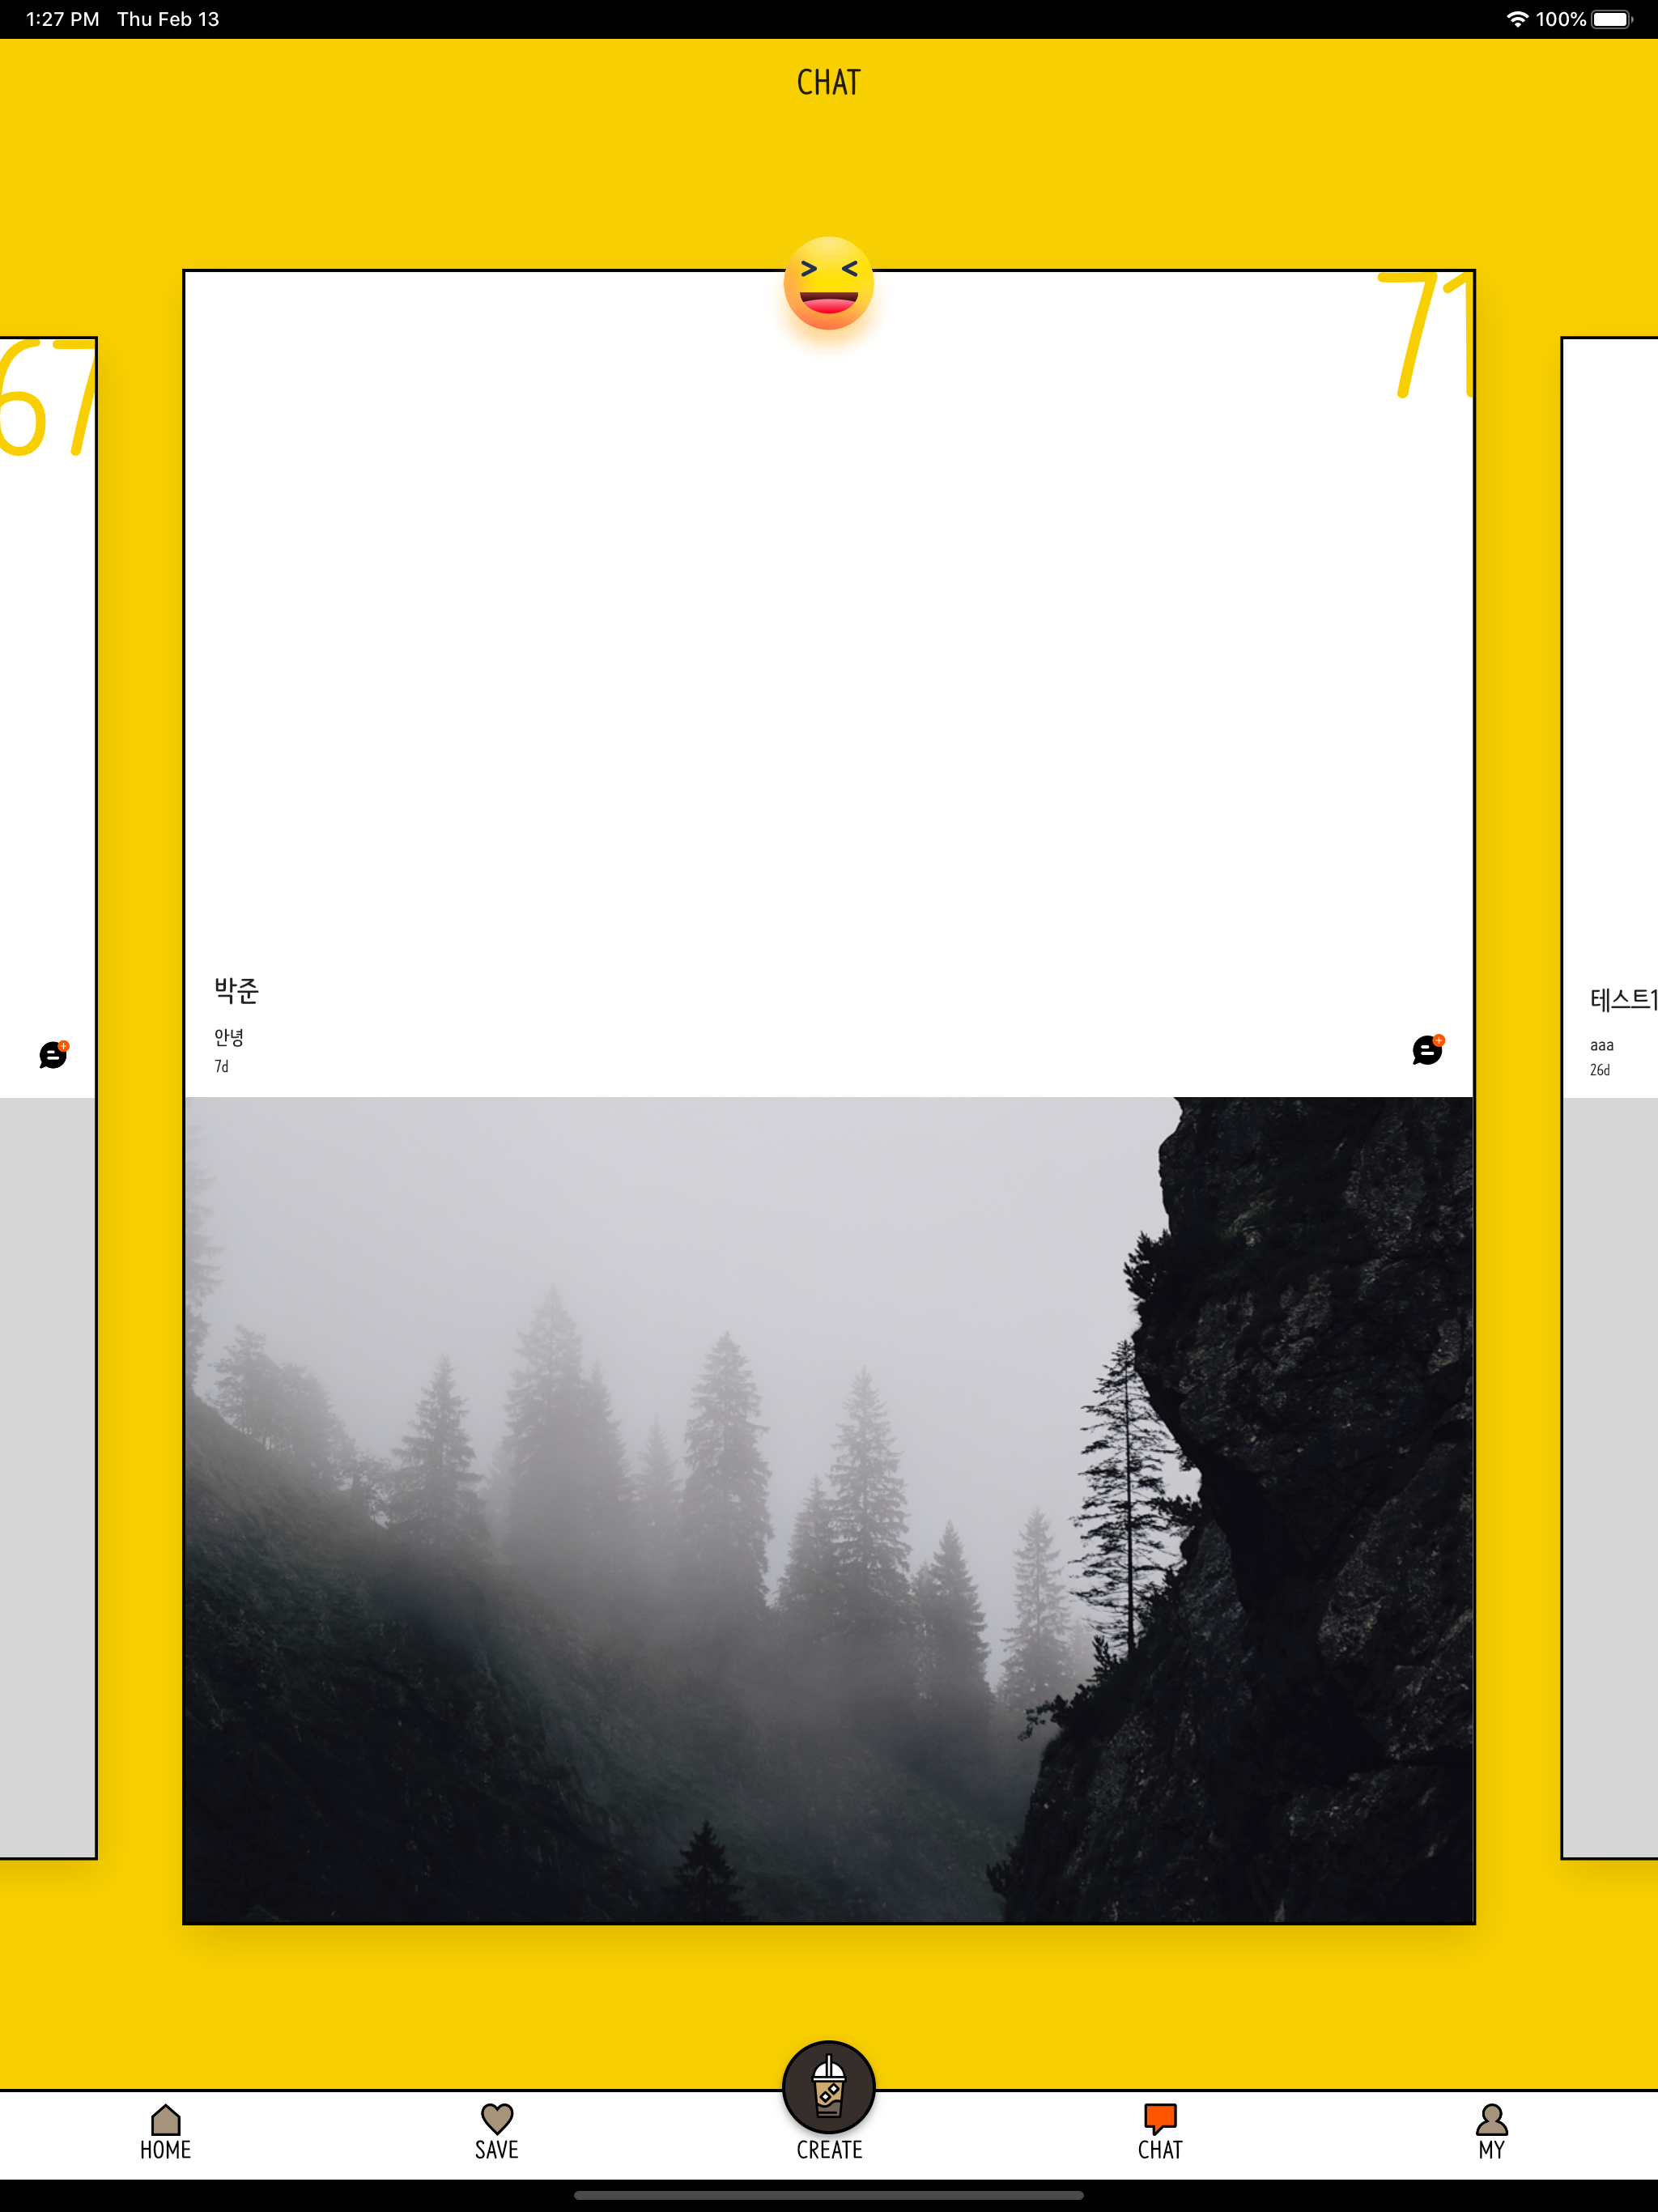 1:27 PM Thu Feb 13
100%
CHAT
67
71
박준
안녕
7d
테스트1
aaa
26d
HOME
SAVE
CREATE
CHAT
MY